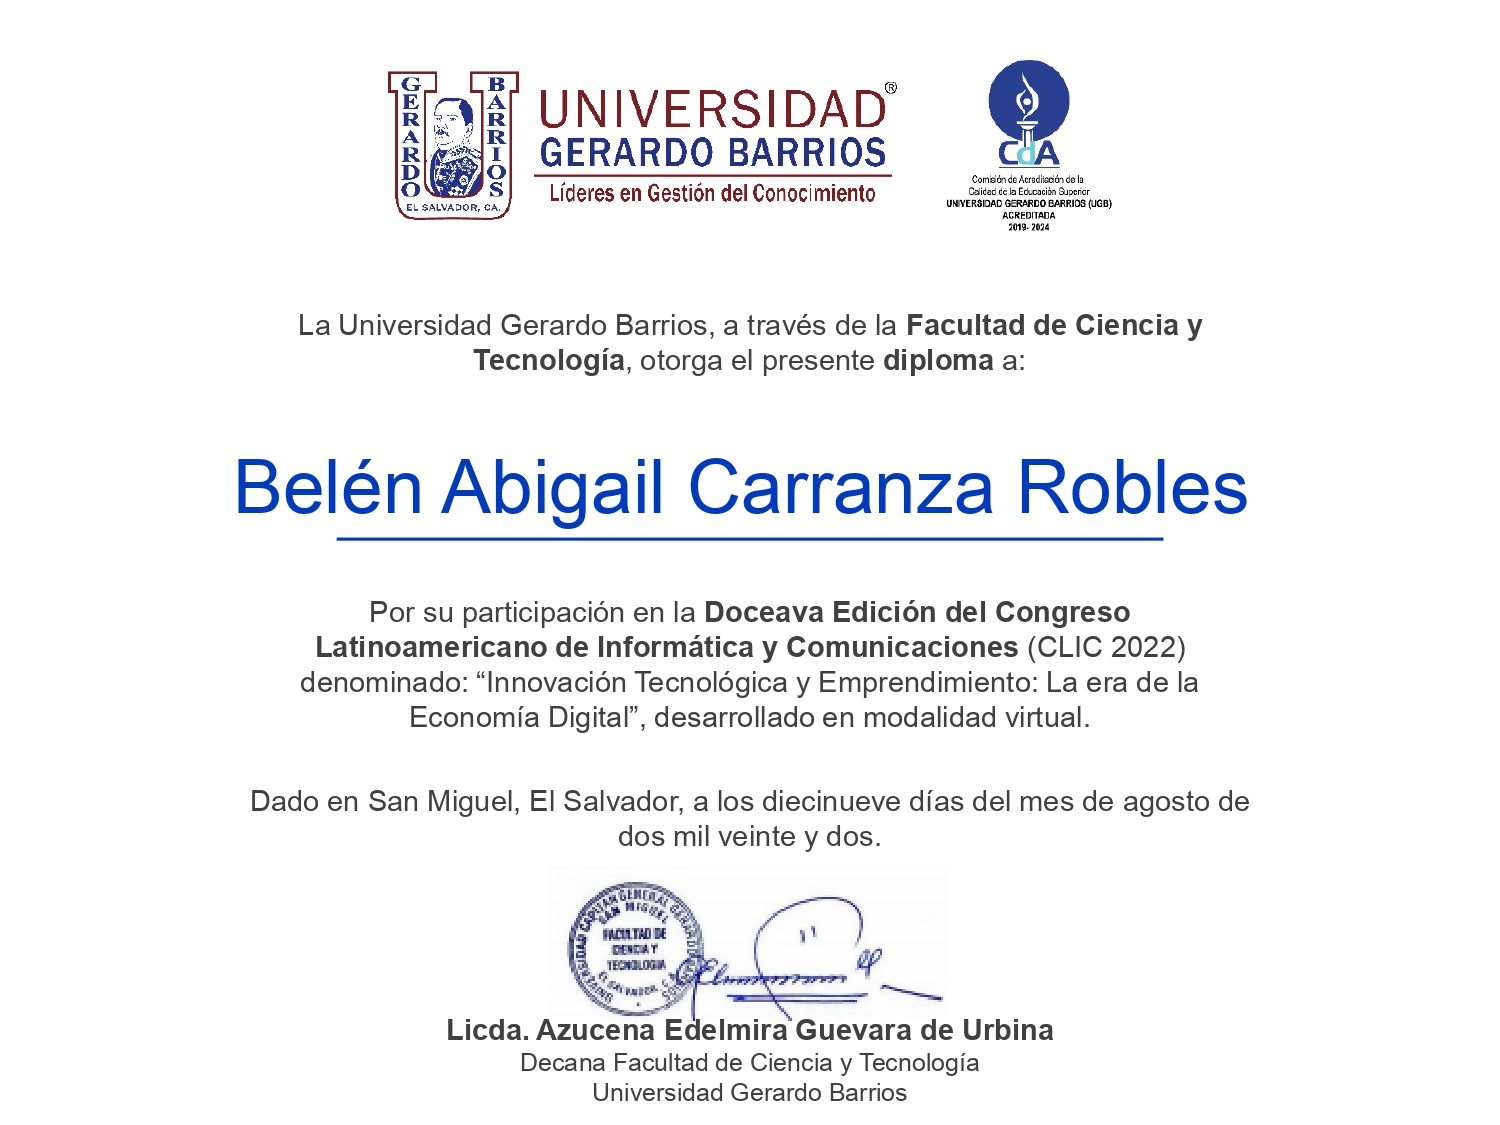 GERARDO BARRIOS
EL SALVADOR, CA.
UNIVERSIDAD®
GERARDO BARRIOS
Líderes en Gestión del Conocimiento
CdA
Comisión de Acreditación de la
Calidad de la Educación Superior
UNIVERSIDAD GERARDO BARRIOS (UGB)
ACREDITADA
2019- 2024
La Universidad Gerardo Barrios, a través de la Facultad de Ciencia y
Tecnología, otorga el presente diploma a:
Belén Abigail Carranza Robles
Por su participación en la Doceava Edición del Congreso
Latinoamericano de Informática y Comunicaciones (CLIC 2022)
denominado: “Innovación Tecnológica y Emprendimiento: La era de la
Economía Digital”, desarrollado en modalidad virtual.
Dado en San Miguel, El Salvador, a los diecinueve días del mes de agosto de
dos mil veinte y dos.
UNIVERSIDAD CAPITAN GENERAL GERARDO BARRIOS
SAN MIGUEL
FACULTAD DE
CIENCIA Y
TECNOLOGIA
EL SALVADOR, C.A.
Licda. Azucena Edelmira Guevara de Urbina
Decana Facultad de Ciencia y Tecnología
Universidad Gerardo Barrios